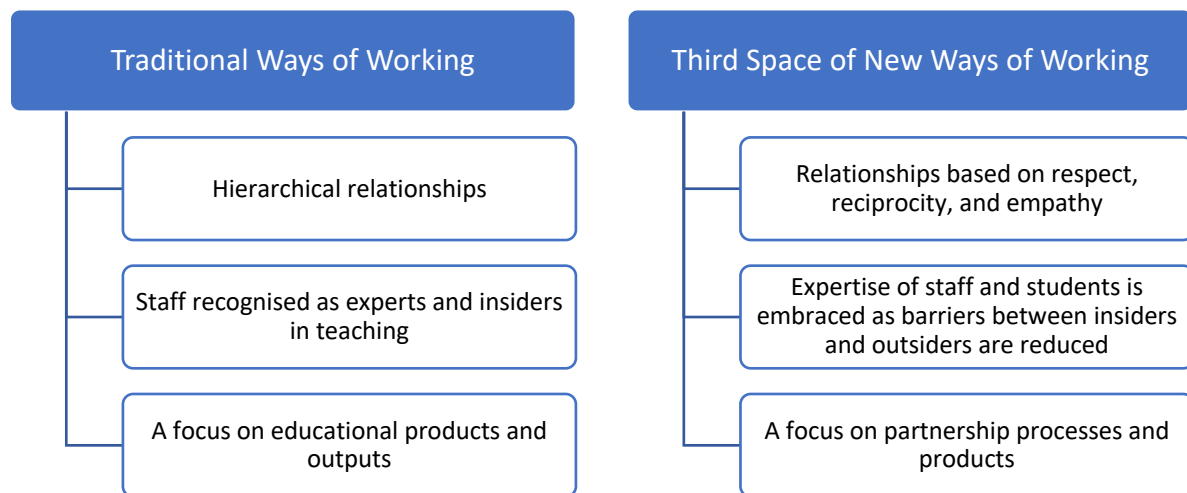 Traditional Ways of Working
Hierarchical relationships
Staff recognised as experts and insiders
in teaching
A focus on educational products and
outputs
Third Space of New Ways of Working
Relationships based on respect,
reciprocity, and empathy
Expertise of staff and students is
embraced as barriers between insiders
and outsiders are reduced
A focus on partnership processes and
products